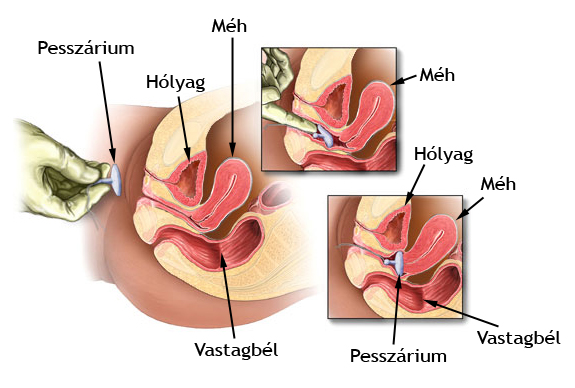 Méh
Pesszárium
Hólyag
Méh
Hólyag
Méh
Vastagbél
Pesszárium
Vastagbél